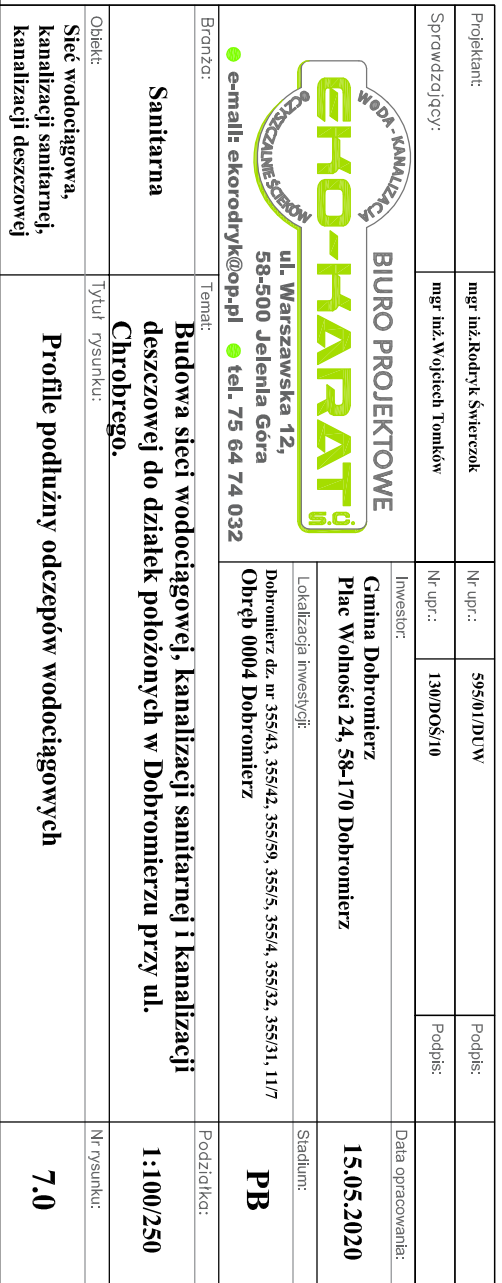 Projektant:
mgr inż.Rodryk Świerczok
Nr upr.:
595/01/DUW
Podpis:
Sprawdzający:
mgr inż.Wojciech Tomków
Nr upr.:
130/DOŚ/10
Podpis:
BIURO PROJEKTOWE
WODA - KANALIZACJA
EKO-KARAT s.c.
OCZYSZCZALNIE ŚCIEKÓW
ul. Warszawska 12,
58-500 Jelenia Góra
e-mail: ekorodryk@op.pl tel. 75 64 74 032
Inwestor:
Gmina Dobromierz
Plac Wolności 24, 58-170 Dobromierz
Data opracowania:
15.05.2020
Lokalizacja inwestycji:
Dobromierz dz. nr 355/43, 355/42, 355/59, 355/5, 355/4, 355/32, 355/31, 11/7
Obręb 0004 Dobromierz
Stadium:
PB
Branża:
Sanitarna
Temat:
Budowa sieci wodociągowej, kanalizacji sanitarnej i kanalizacji
deszczowej do działek położonych w Dobromierzu przy ul.
Chrobrego.
Podziałka:
1:100/250
Obiekt:
Sieć wodociągowa,
kanalizacji sanitarnej,
kanalizacji deszczowej
Tytuł rysunku:
Profile podłużny odczepów wodociągowych
Nr rysunku:
7.0